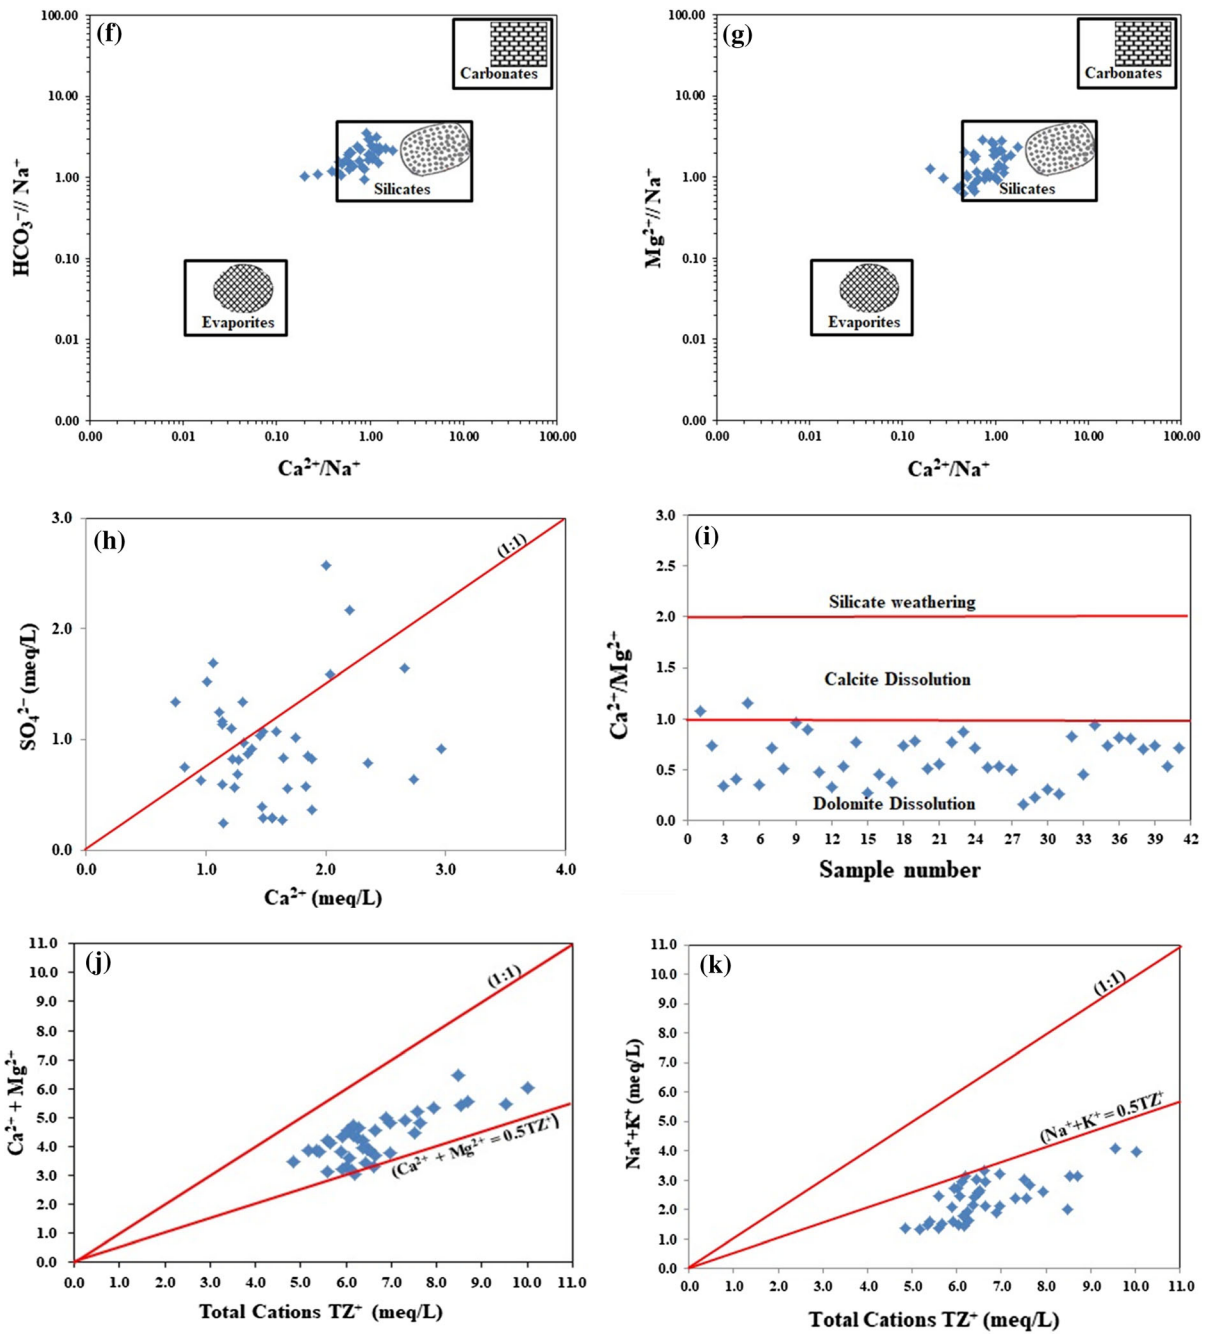 (f)
100.00
10.00
1.00
0.10
0.01
0.00
HCO₃⁻// Na⁺
Carbonates
Silicates
Evaporites
0.00 0.01 0.10 1.00 10.00 100.00
Ca²⁺/Na⁺
(g)
100.00
10.00
1.00
0.10
0.01
0.00
Mg²⁺// Na⁺
Carbonates
Silicates
Evaporites
0.00 0.01 0.10 1.00 10.00 100.00
Ca²⁺/Na⁺
(h)
3.0
2.0
1.0
0.0
SO₄²⁻ (meq/L)
(1:1)
0.0 1.0 2.0 3.0 4.0
Ca²⁺ (meq/L)
(i)
3.0
2.5
2.0
1.5
1.0
0.5
0.0
Ca²⁺/Mg²⁺
Silicate weathering
Calcite Dissolution
Dolomite Dissolution
0 3 6 9 12 15 18 21 24 27 30 33 36 39 42
Sample number
(j)
11.0
10.0
9.0
8.0
7.0
6.0
5.0
4.0
3.0
2.0
1.0
0.0
Ca²⁺ + Mg²⁺
(1:1)
(Ca²⁺ + Mg²⁺ = 0.5TZ⁺)
0.0 1.0 2.0 3.0 4.0 5.0 6.0 7.0 8.0 9.0 10.0 11.0
Total Cations TZ⁺ (meq/L)
(k)
11.0
10.0
9.0
8.0
7.0
6.0
5.0
4.0
3.0
2.0
1.0
0.0
Na⁺+K⁺ (meq/L)
(1:1)
(Na⁺+K⁺ = 0.5TZ⁺
0.0 1.0 2.0 3.0 4.0 5.0 6.0 7.0 8.0 9.0 10.0 11.0
Total Cations TZ⁺ (meq/L)